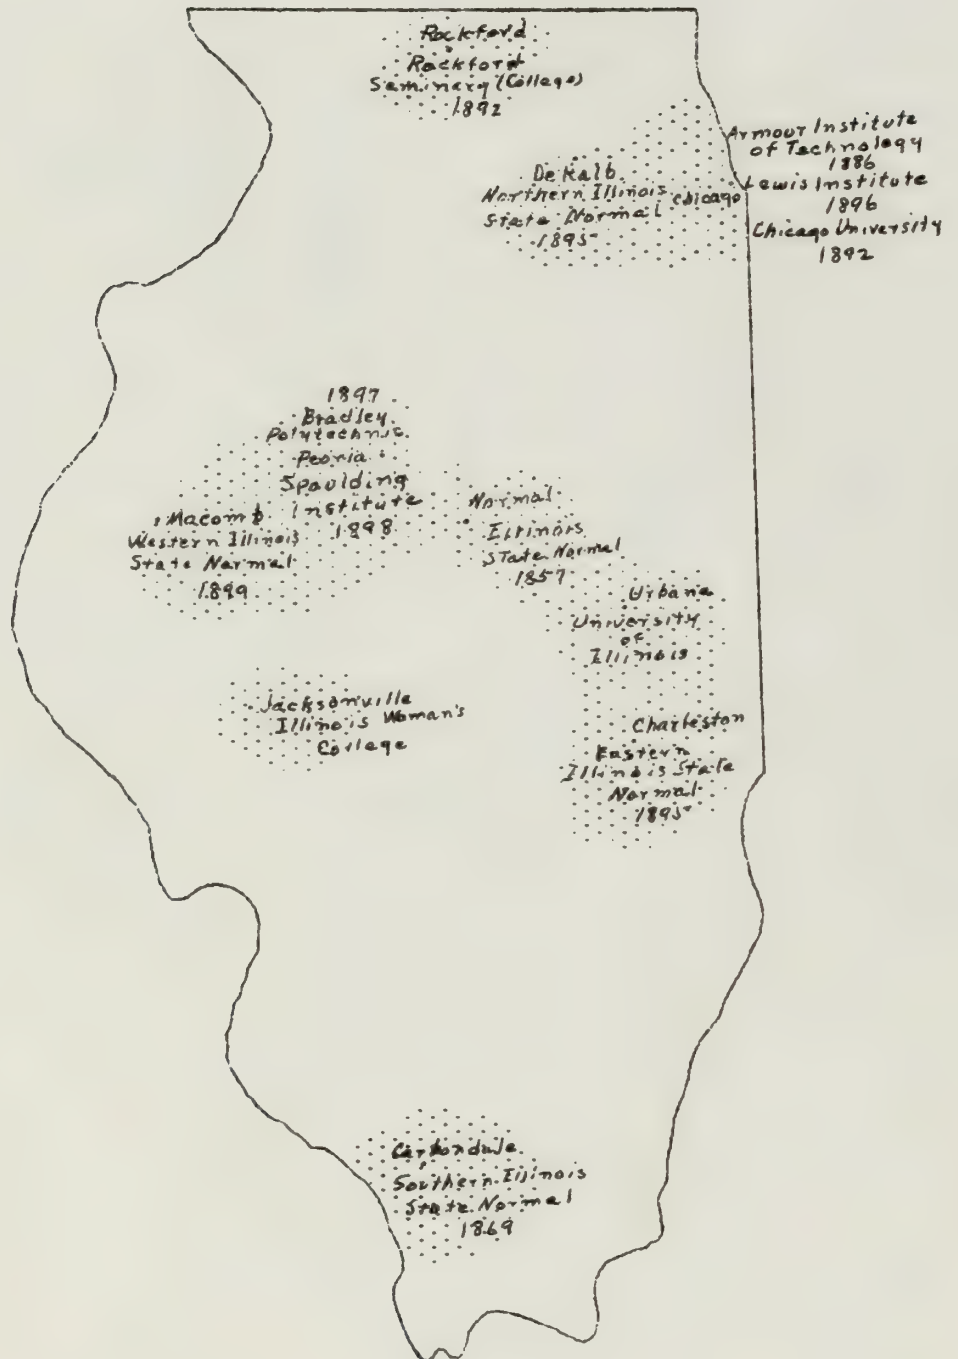 Rockford
Rockford
Seminary (College)
1892
Armour Institute
of Technology
1886
Lewis Institute
1896
Chicago University
1892
Chicago
DeKalb
Northern Illinois
State Normal
1895
1897
Bradley
Polytechnic
Peoria
Spaulding
Institute
1898
Macomb
Western Illinois
State Normal
1899
Normal
Illinois
State Normal
1857
Urbana
University
of
Illinois
Jacksonville
Illinois Woman's
College
Charleston
Eastern
Illinois State
Normal
1895
Carbondale
Southern Illinois
State Normal
1869